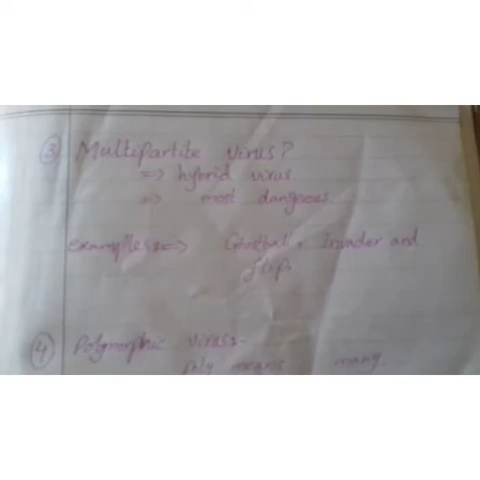 ③ Multipartite virus?
=> hybrid virus.
=> most dangerous.
examples=> Ghostball, Invader and
flip.
④ Polymorphic virus-
Poly means many.